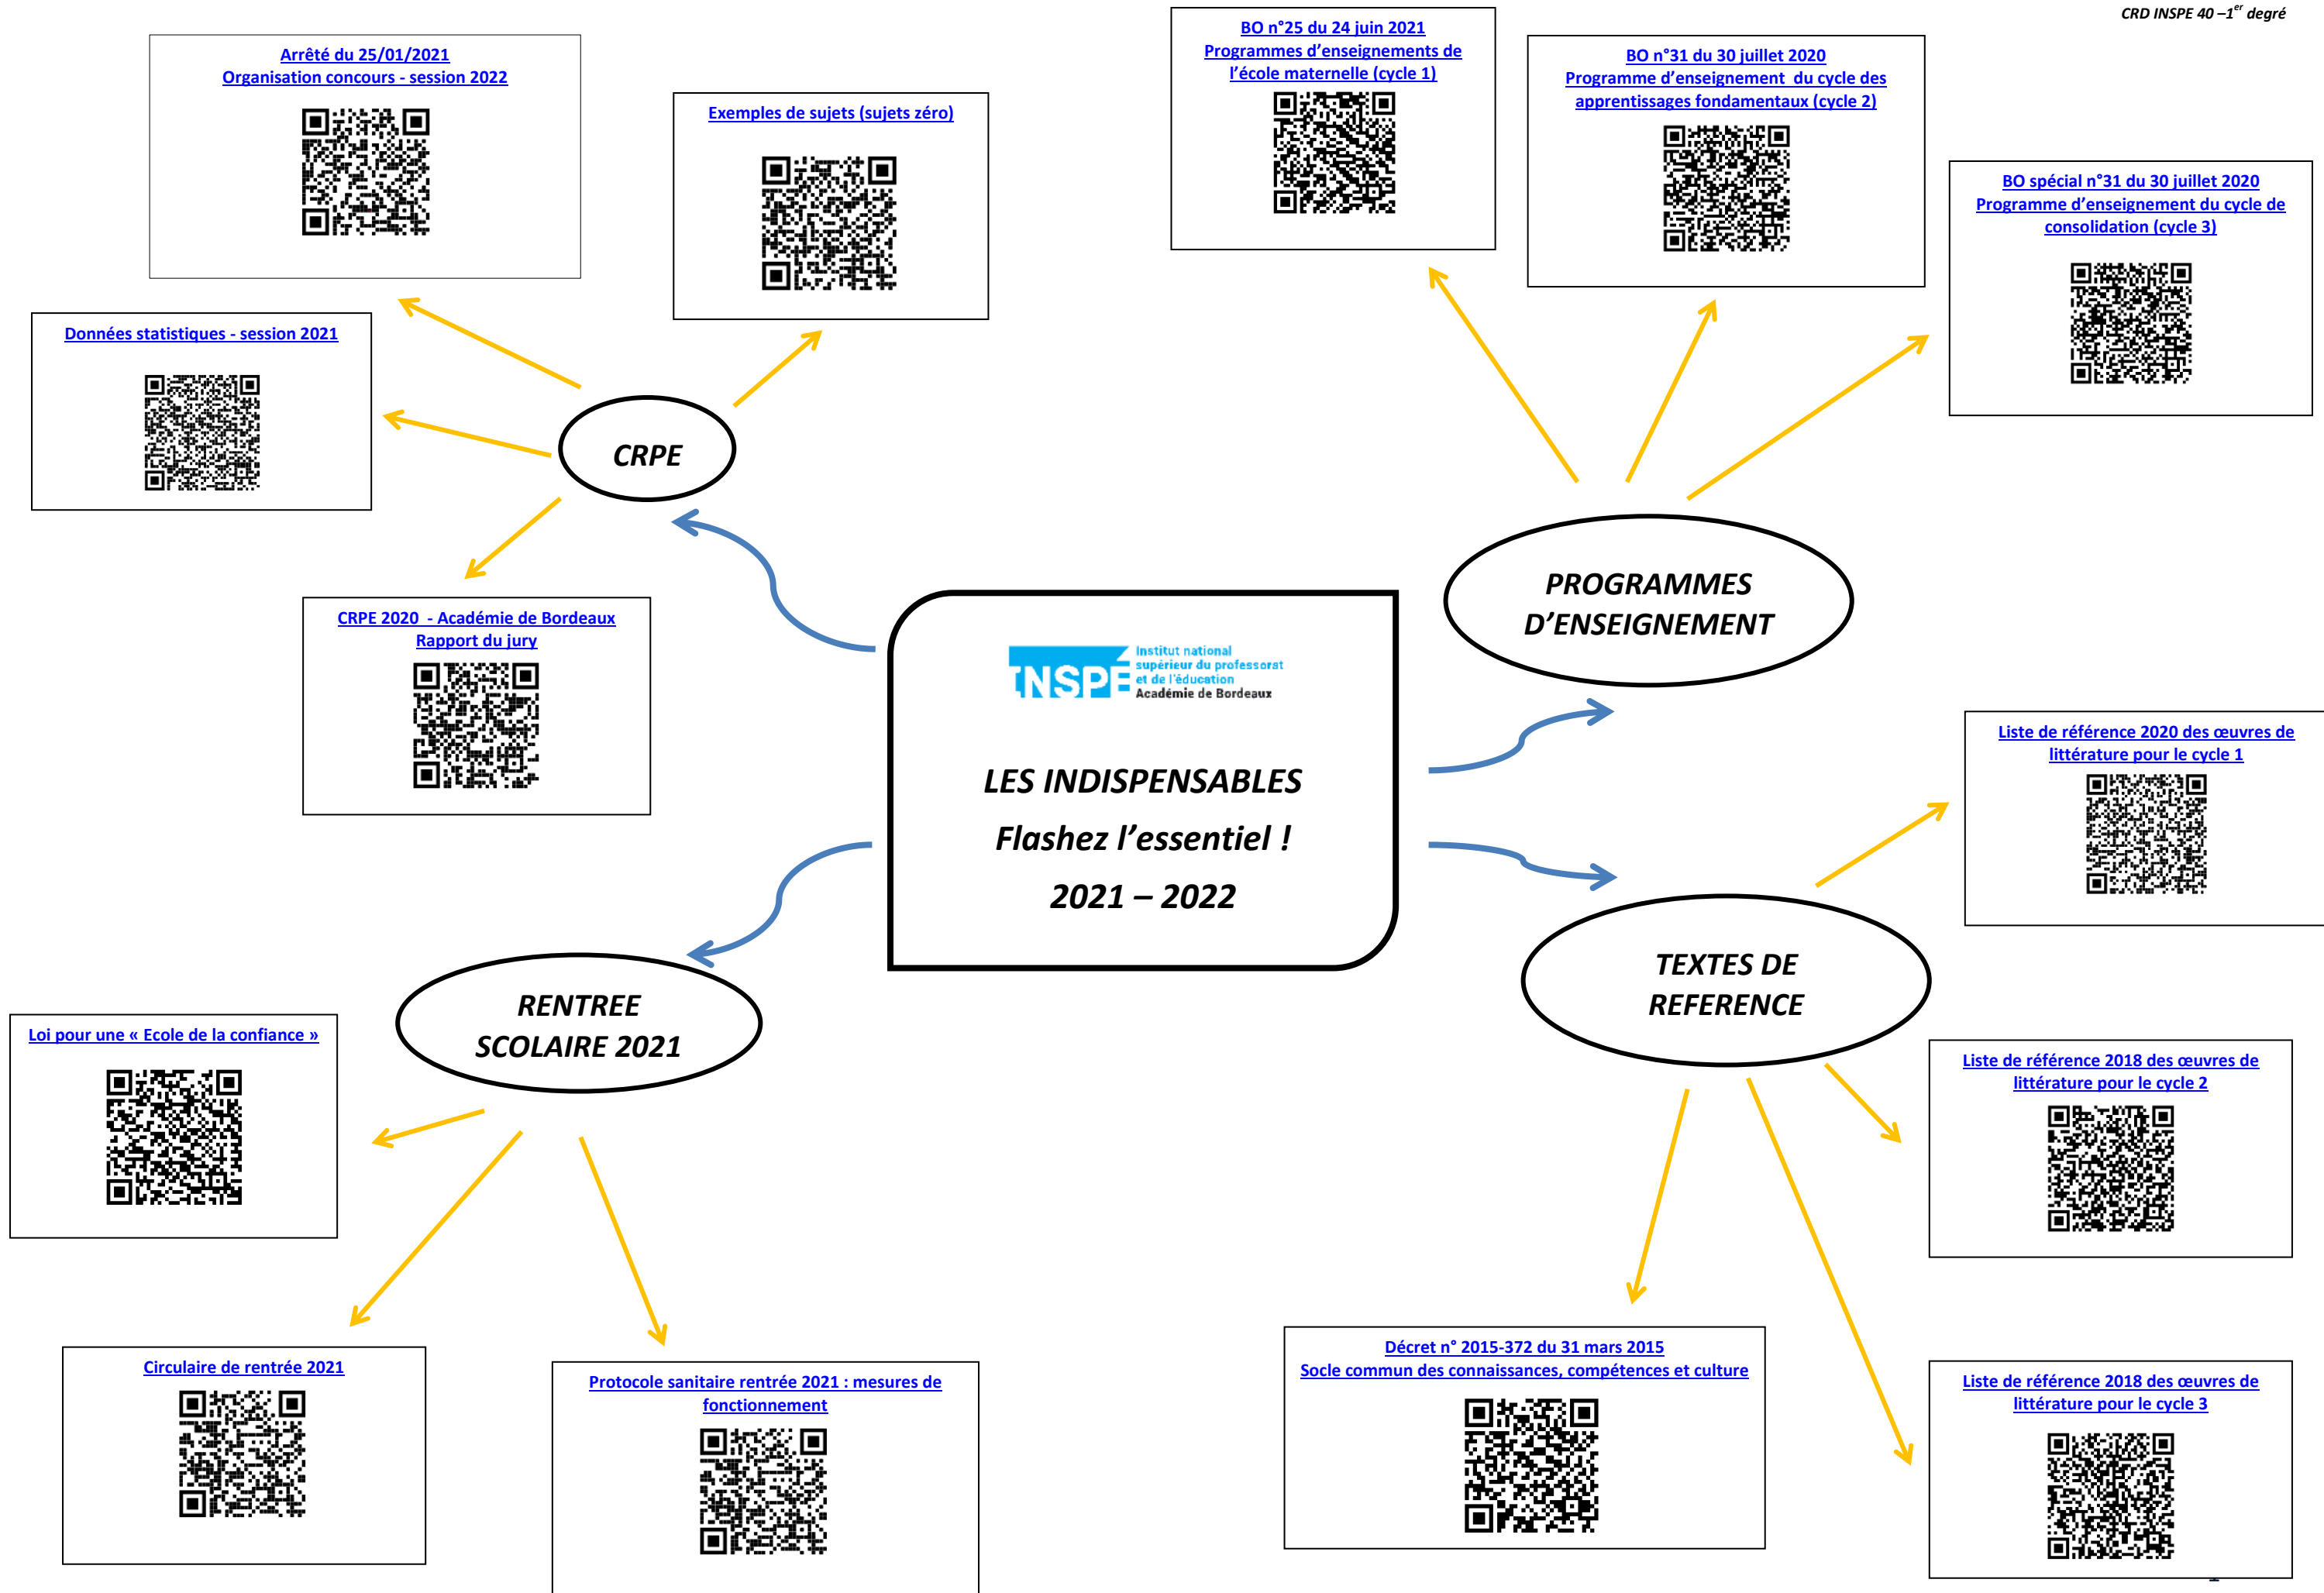 CRD INSPE 40 –1er degré
Arrêté du 25/01/2021
Organisation concours - session 2022
Exemples de sujets (sujets zéro)
Données statistiques - session 2021
CRPE
CRPE 2020 - Académie de Bordeaux
Rapport du jury
BO n°25 du 24 juin 2021
Programmes d’enseignements de
l’école maternelle (cycle 1)
BO n°31 du 30 juillet 2020
Programme d’enseignement du cycle des
apprentissages fondamentaux (cycle 2)
BO spécial n°31 du 30 juillet 2020
Programme d’enseignement du cycle de
consolidation (cycle 3)
PROGRAMMES
D’ENSEIGNEMENT
INSPÉ
Institut national
supérieur du professorat
et de l'éducation
Académie de Bordeaux
LES INDISPENSABLES
Flashez l’essentiel !
2021 – 2022
Liste de référence 2020 des œuvres de
littérature pour le cycle 1
TEXTES DE
REFERENCE
RENTREE
SCOLAIRE 2021
Loi pour une « Ecole de la confiance »
Circulaire de rentrée 2021
Protocole sanitaire rentrée 2021 : mesures de
fonctionnement
Liste de référence 2018 des œuvres de
littérature pour le cycle 2
Décret n° 2015-372 du 31 mars 2015
Socle commun des connaissances, compétences et culture
Liste de référence 2018 des œuvres de
littérature pour le cycle 3